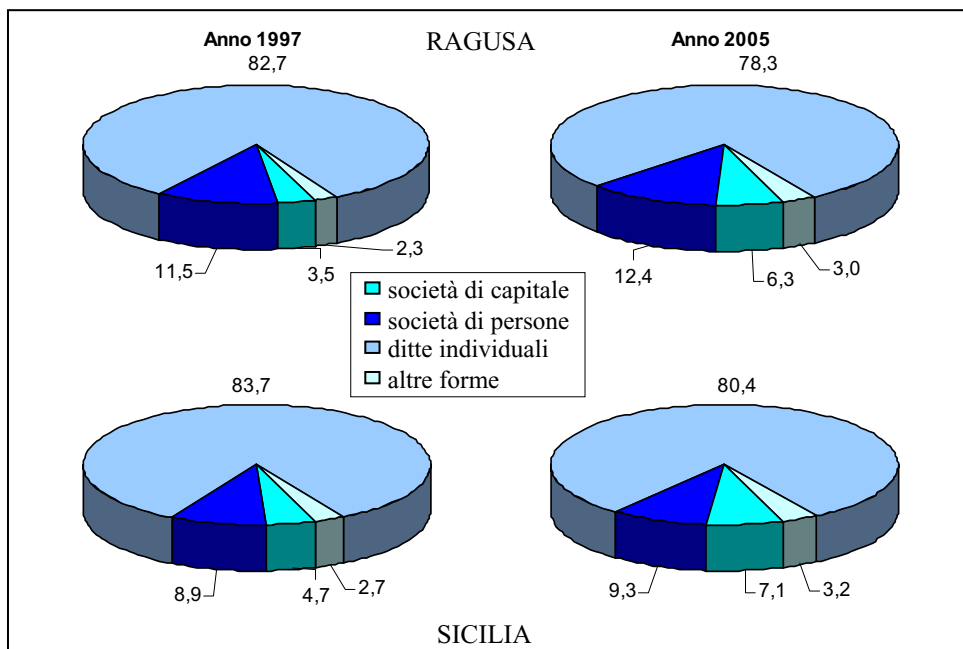 Anno 1997
RAGUSA
Anno 2005
82,7
78,3
11,5
3,5
2,3
12,4
6,3
3,0
società di capitale
società di persone
ditte individuali
altre forme
83,7
80,4
8,9
4,7
2,7
9,3
7,1
3,2
SICILIA